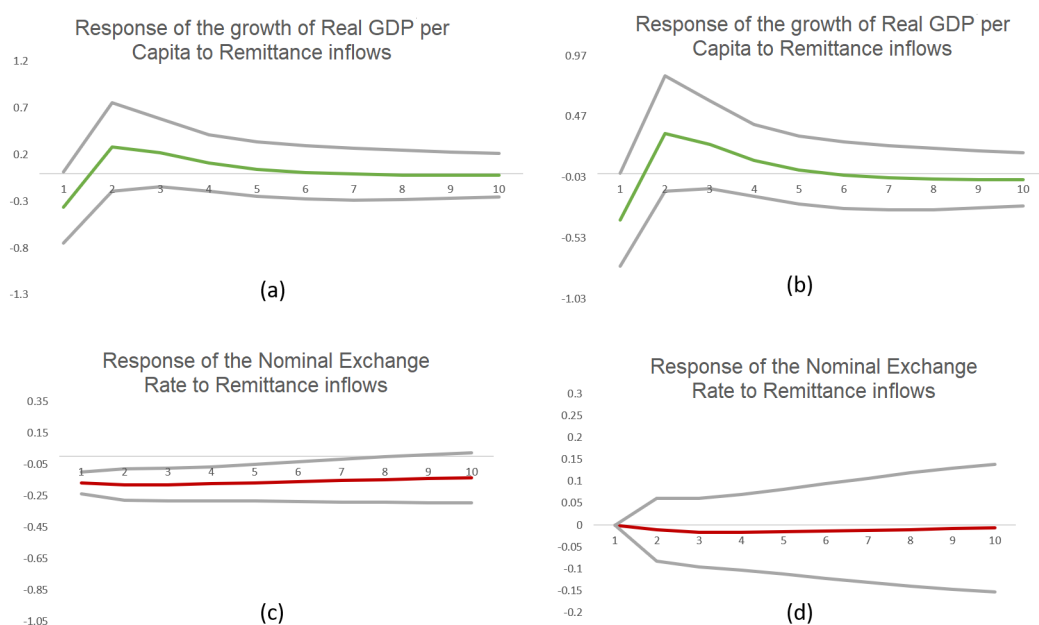 Response of the growth of Real GDP per
Capita to Remittance inflows
1.2
0.7
0.2
-0.3
-0.8
-1.3
1 2 3 4 5 6 7 8 9 10
(a)
Response of the growth of Real GDP per
Capita to Remittance inflows
0.97
0.47
-0.03
-0.53
-1.03
1 2 3 4 5 6 7 8 9 10
(b)
Response of the Nominal Exchange
Rate to Remittance inflows
0.35
0.15
-0.05
-0.25
-0.45
-0.65
-0.85
-1.05
1 2 3 4 5 6 7 8 9 10
(c)
Response of the Nominal Exchange
Rate to Remittance inflows
0.3
0.25
0.2
0.15
0.1
0.05
0
-0.05
-0.1
-0.15
-0.2
1 2 3 4 5 6 7 8 9 10
(d)